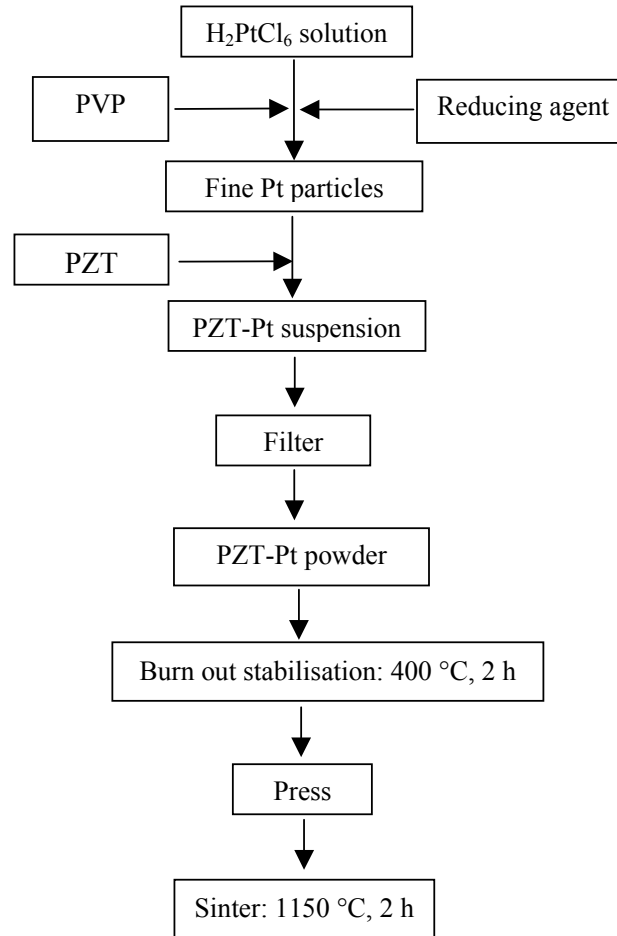 H₂PtCl₆ solution
PVP
Reducing agent
Fine Pt particles
PZT
PZT-Pt suspension
Filter
PZT-Pt powder
Burn out stabilisation: 400 °C, 2 h
Press
Sinter: 1150 °C, 2 h